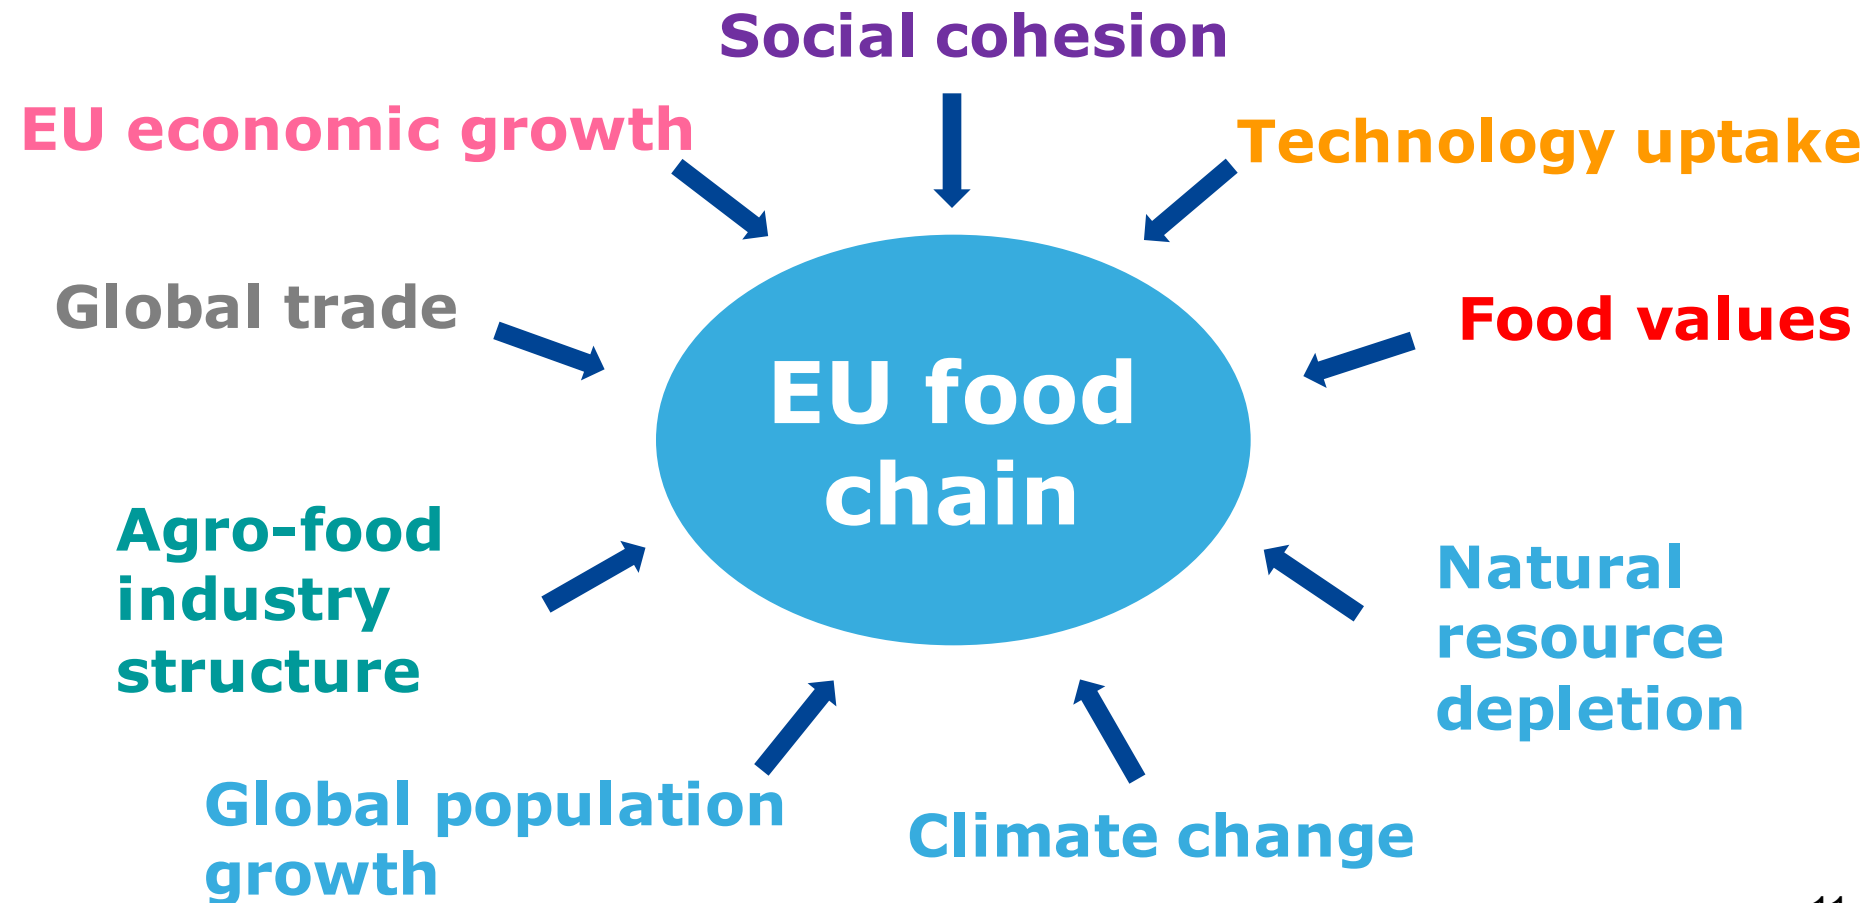 Social cohesion
EU economic growth
Technology uptake
Global trade
Food values
EU food
chain
Agro-food
industry
structure
Natural
resource
depletion
Global population
growth
Climate change
11